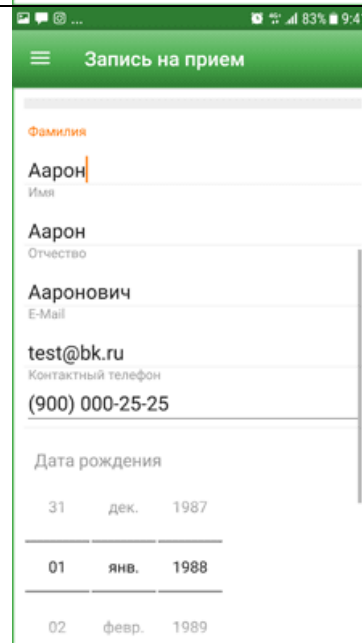 ... 83% 9:4
Запись на прием
Фамилия
Аарон
Имя
Аарон
Отчество
Ааронович
E-Mail
test@bk.ru
Контактный телефон
(900) 000-25-25
Дата рождения
31 дек. 1987
01 янв. 1988
02 февр. 1989